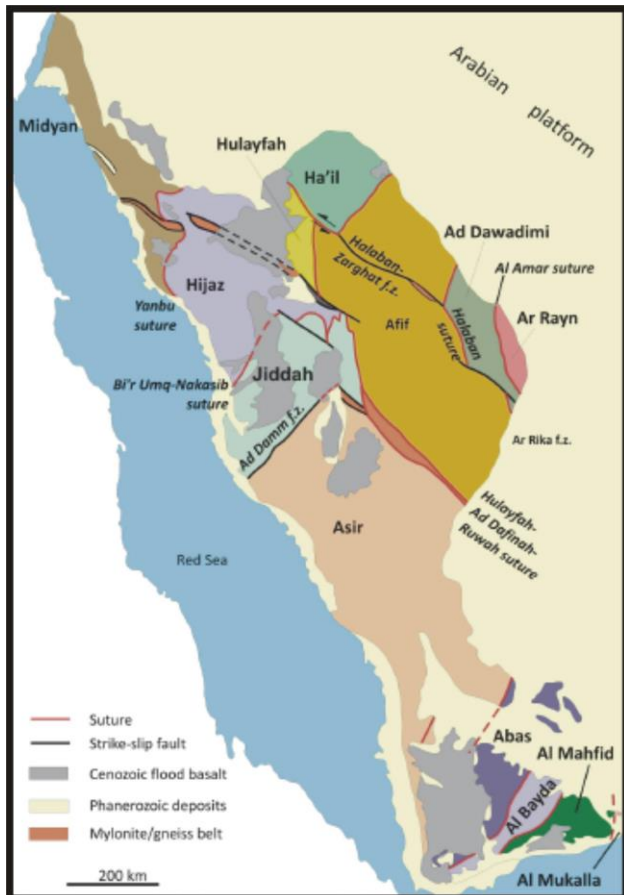 Arabian
platform
Midyan
Hulayfah
Ha'il
Halaban-
Zarghat f.z.
Ad Dawadimi
Al Amar suture
Hijaz
Afif
Halaban
suture
Ar Rayn
Yanbu
suture
Jiddah
Bi'r Umq-Nakasib
suture
Ad Damm f.z.
Ar Rika f.z.
Hulayfah-
Ad Dafinah-
Ruwah suture
Asir
Red Sea
Suture
Strike-slip fault
Cenozoic flood basalt
Phanerozoic deposits
Mylonite/gneiss belt
200 km
Abas
Al Mahfid
Al Bayda
Al Mukalla